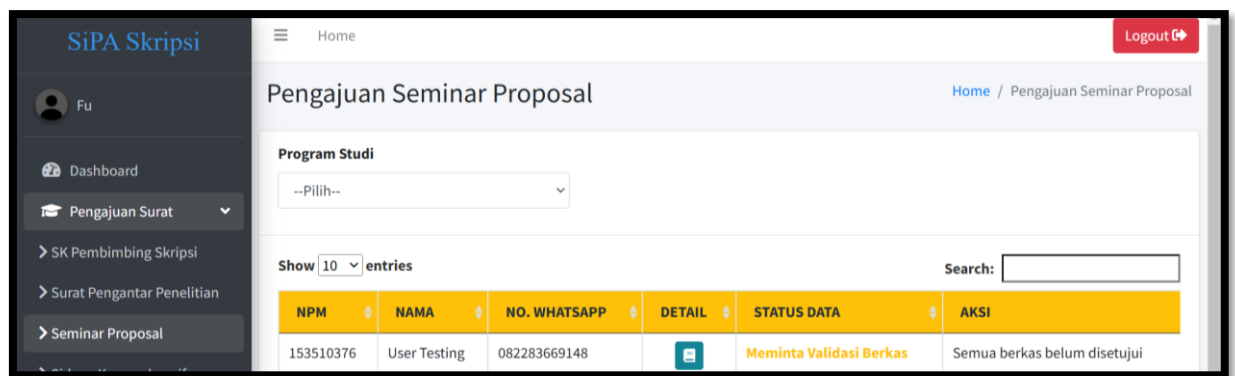 SiPA Skripsi
Fu
Dashboard
Pengajuan Surat
SK Pembimbing Skripsi
Surat Pengantar Penelitian
Seminar Proposal
Home
Logout
Pengajuan Seminar Proposal
Home / Pengajuan Seminar Proposal
Program Studi
--Pilih--
Show 10 entries
Search:
NPM NAMA NO. WHATSAPP DETAIL STATUS DATA AKSI
153510376 User Testing 082283669148 Meminta Validasi Berkas Semua berkas belum disetujui